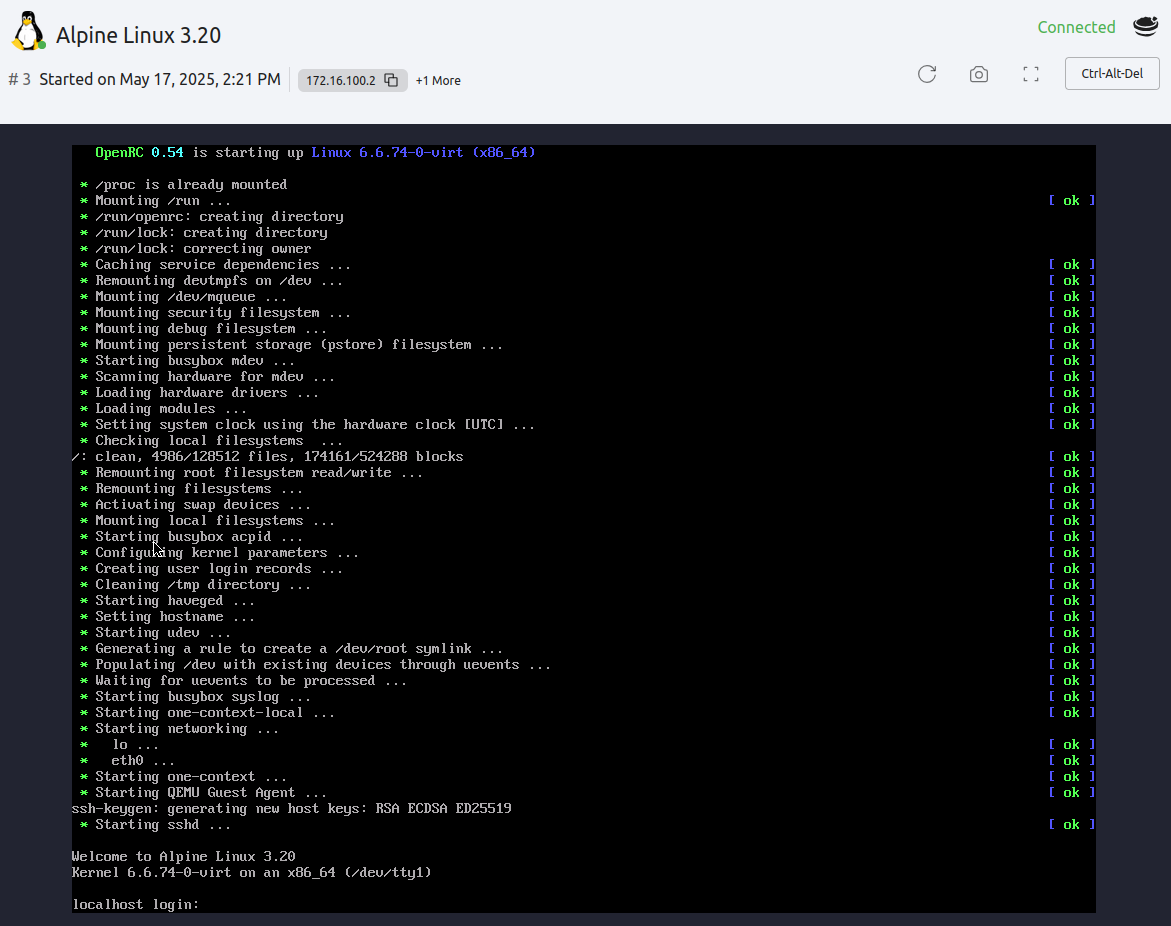 Alpine Linux 3.20
Connected
# 3 Started on May 17, 2025, 2:21 PM 172.16.100.2 +1 More
Ctrl-Alt-Del
OpenRC 0.54 is starting up Linux 6.6.74-0-virt (x86_64)
* /proc is already mounted
* Mounting /run ... [ ok ]
* /run/openrc: creating directory
* /run/lock: creating directory
* /run/lock: correcting owner
* Caching service dependencies ... [ ok ]
* Remounting devtmpfs on /dev ... [ ok ]
* Mounting /dev/mqueue ... [ ok ]
* Mounting security filesystem ... [ ok ]
* Mounting debug filesystem ... [ ok ]
* Mounting persistent storage (pstore) filesystem ... [ ok ]
* Starting busybox mdev ... [ ok ]
* Scanning hardware for mdev ... [ ok ]
* Loading hardware drivers ... [ ok ]
* Loading modules ... [ ok ]
* Setting system clock using the hardware clock [UTC] ... [ ok ]
* Checking local filesystems  ...
/: clean, 4986/128512 files, 174161/524288 blocks [ ok ]
* Remounting root filesystem read/write ... [ ok ]
* Remounting filesystems ... [ ok ]
* Activating swap devices ... [ ok ]
* Mounting local filesystems ... [ ok ]
* Starting busybox acpid ... [ ok ]
* Configuring kernel parameters ... [ ok ]
* Creating user login records ... [ ok ]
* Cleaning /tmp directory ... [ ok ]
* Starting haveged ... [ ok ]
* Setting hostname ... [ ok ]
* Starting udev ... [ ok ]
* Generating a rule to create a /dev/root symlink ... [ ok ]
* Populating /dev with existing devices through uevents ... [ ok ]
* Waiting for uevents to be processed ... [ ok ]
* Starting busybox syslog ... [ ok ]
* Starting one-context-local ... [ ok ]
* Starting networking ...
*   lo ... [ ok ]
*   eth0 ... [ ok ]
* Starting one-context ... [ ok ]
* Starting QEMU Guest Agent ... [ ok ]
ssh-keygen: generating new host keys: RSA ECDSA ED25519
* Starting sshd ... [ ok ]
Welcome to Alpine Linux 3.20
Kernel 6.6.74-0-virt on an x86_64 (/dev/tty1)
localhost login: